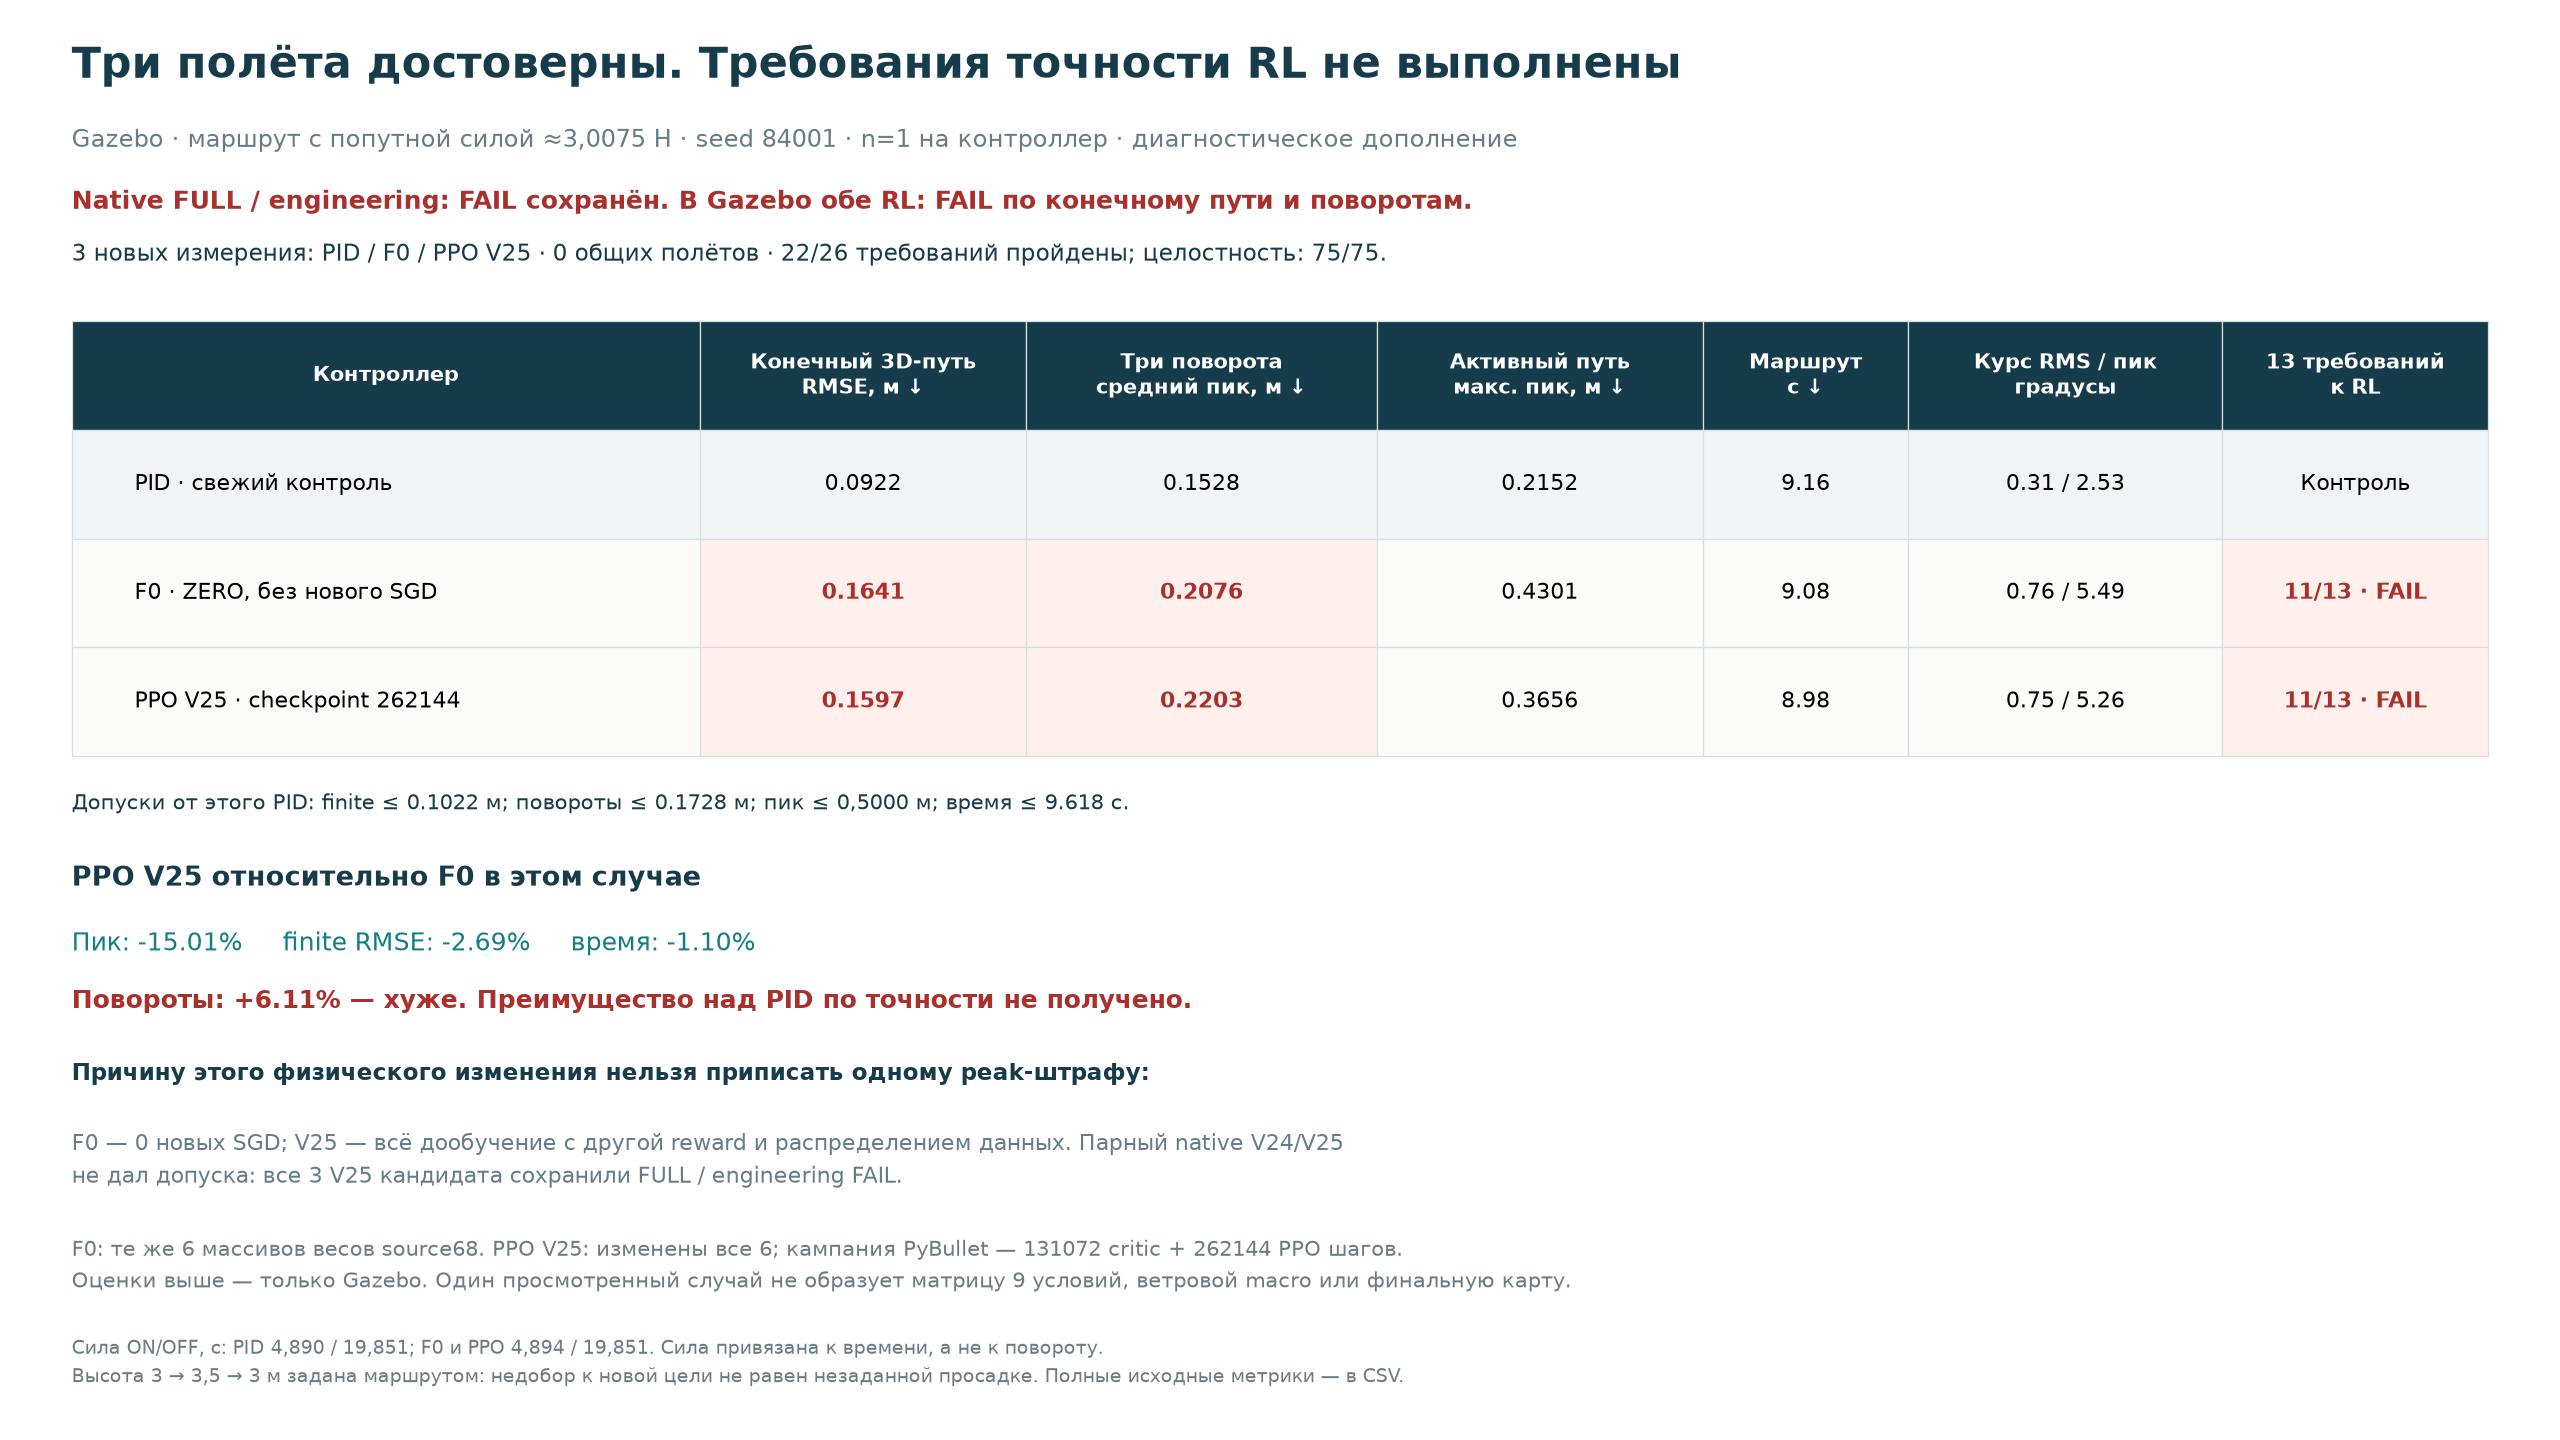 Три полёта достоверны. Требования точности RL не выполнены
Gazebo · маршрут с попутной силой ≈3,0075 Н · seed 84001 · n=1 на контроллер · диагностическое дополнение
Native FULL / engineering: FAIL сохранён. В Gazebo обе RL: FAIL по конечному пути и поворотам.
3 новых измерения: PID / F0 / PPO V25 · 0 общих полётов · 22/26 требований пройдены; целостность: 75/75.
Контроллер
Конечный 3D-путь
RMSE, м ↓
Три поворота
средний пик, м ↓
Активный путь
макс. пик, м ↓
Маршрут
с ↓
Курс RMS / пик
градусы
13 требований
к RL
PID · свежий контроль 0.0922 0.1528 0.2152 9.16 0.31 / 2.53 Контроль
F0 · ZERO, без нового SGD 0.1641 0.2076 0.4301 9.08 0.76 / 5.49 11/13 · FAIL
PPO V25 · checkpoint 262144 0.1597 0.2203 0.3656 8.98 0.75 / 5.26 11/13 · FAIL
Допуски от этого PID: finite ≤ 0.1022 м; повороты ≤ 0.1728 м; пик ≤ 0,5000 м; время ≤ 9.618 с.
PPO V25 относительно F0 в этом случае
Пик: -15.01% finite RMSE: -2.69% время: -1.10%
Повороты: +6.11% — хуже. Преимущество над PID по точности не получено.
Причину этого физического изменения нельзя приписать одному peak-штрафу:
F0 — 0 новых SGD; V25 — всё дообучение с другой reward и распределением данных. Парный native V24/V25
не дал допуска: все 3 V25 кандидата сохранили FULL / engineering FAIL.
F0: те же 6 массивов весов source68. PPO V25: изменены все 6; кампания PyBullet — 131072 critic + 262144 PPO шагов.
Оценки выше — только Gazebo. Один просмотренный случай не образует матрицу 9 условий, ветровой macro или финальную карту.
Сила ON/OFF, с: PID 4,890 / 19,851; F0 и PPO 4,894 / 19,851. Сила привязана к времени, а не к повороту.
Высота 3 → 3,5 → 3 м задана маршрутом: недобор к новой цели не равен незаданной просадке. Полные исходные метрики — в CSV.